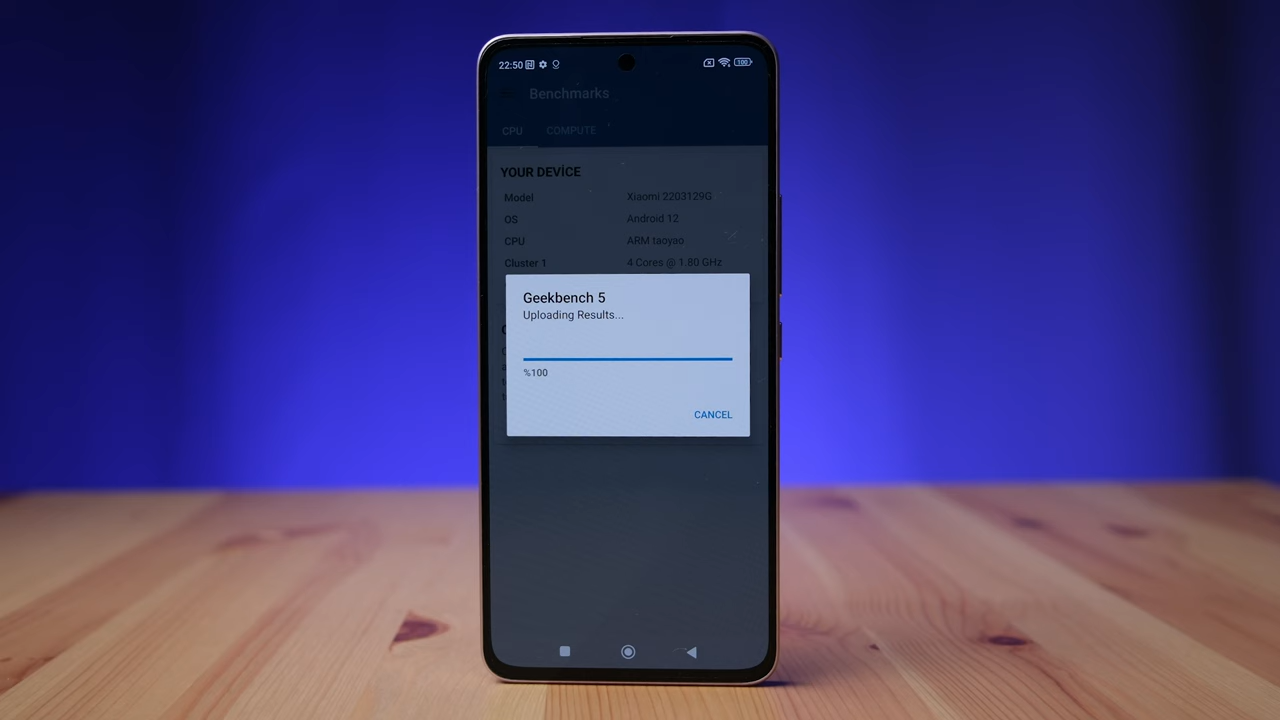 22:50
100
Benchmarks
CPU COMPUTE
YOUR DEVİCE
Model Xiaomi 2203129G
OS Android 12
CPU ARM taoyao
Cluster 1 4 Cores @ 1.80 GHz
Geekbench 5
Uploading Results...
%100
CANCEL